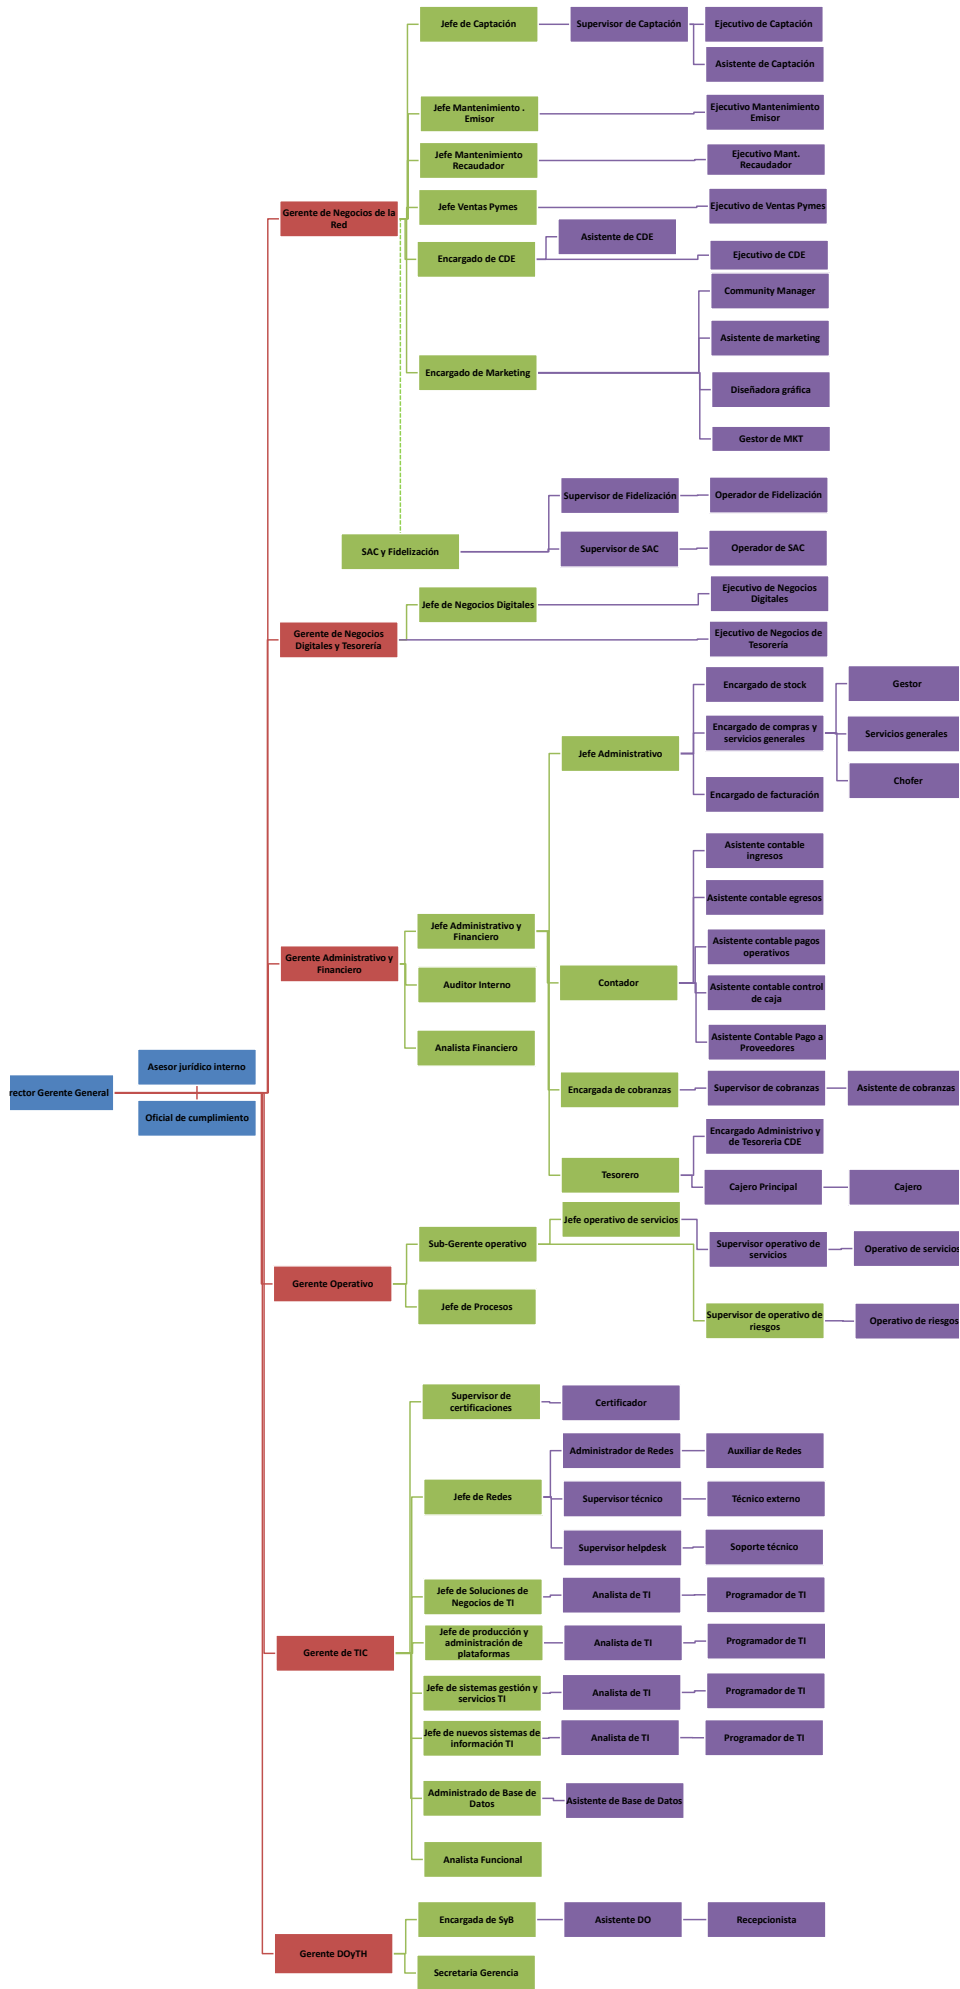 Jefe de Captación
Supervisor de Captación
Ejecutivo de Captación
Asistente de Captación
Jefe Mantenimiento .
Emisor
Ejecutivo Mantenimiento
Emisor
Jefe Mantenimiento
Recaudador
Ejecutivo Mant.
Recaudador
Gerente de Negocios de la
Red
Jefe Ventas Pymes
Ejecutivo de Ventas Pymes
Asistente de CDE
Encargado de CDE
Ejecutivo de CDE
Community Manager
Asistente de marketing
Encargado de Marketing
Diseñadora gráfica
Gestor de MKT
Supervisor de Fidelización
Operador de Fidelización
SAC y Fidelización
Supervisor de SAC
Operador de SAC
Jefe de Negocios Digitales
Ejecutivo de Negocios
Digitales
Gerente de Negocios
Digitales y Tesorería
Ejecutivo de Negocios de
Tesorería
Encargado de stock
Gestor
Encargado de compras y
servicios generales
Servicios generales
Jefe Administrativo
Chofer
Encargado de facturación
Asistente contable
ingresos
Asistente contable egresos
Jefe Administrativo y
Financiero
Asistente contable pagos
operativos
Gerente Administrativo y
Financiero
Auditor Interno
Contador
Asistente contable control
de caja
Analista Financiero
Asistente Contable Pago a
Proveedores
Asesor jurídico interno
rector Gerente General
Oficial de cumplimiento
Encargada de cobranzas
Supervisor de cobranzas
Asistente de cobranzas
Encargado Administrivo y
de Tesoreria CDE
Tesorero
Cajero Principal
Cajero
Jefe operativo de servicios
Sub-Gerente operativo
Supervisor operativo de
servicios
Operativo de servicios
Gerente Operativo
Jefe de Procesos
Supervisor de operativo de
riesgos
Operativo de riesgos
Supervisor de
certificaciones
Certificador
Administrador de Redes
Auxiliar de Redes
Jefe de Redes
Supervisor técnico
Técnico externo
Supervisor helpdesk
Soporte técnico
Jefe de Soluciones de
Negocios de TI
Analista de TI
Programador de TI
Jefe de producción y
administración de
plataformas
Analista de TI
Programador de TI
Gerente de TIC
Jefe de sistemas gestión y
servicios TI
Analista de TI
Programador de TI
Jefe de nuevos sistemas de
información TI
Analista de TI
Programador de TI
Administrado de Base de
Datos
Asistente de Base de Datos
Analista Funcional
Encargada de SyB
Asistente DO
Recepcionista
Gerente DOyTH
Secretaria Gerencia